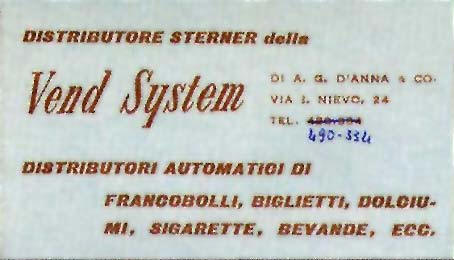 DISTRIBUTORE STERNER della
Vend System
DI A. G. D'ANNA & CO.
VIA I. NIEVO, 24
TEL.
490-334
DISTRIBUTORI AUTOMATICI DI
FRANCOBOLLI, BIGLIETTI, DOLCIU-
MI, SIGARETTE, BEVANDE, ECC.